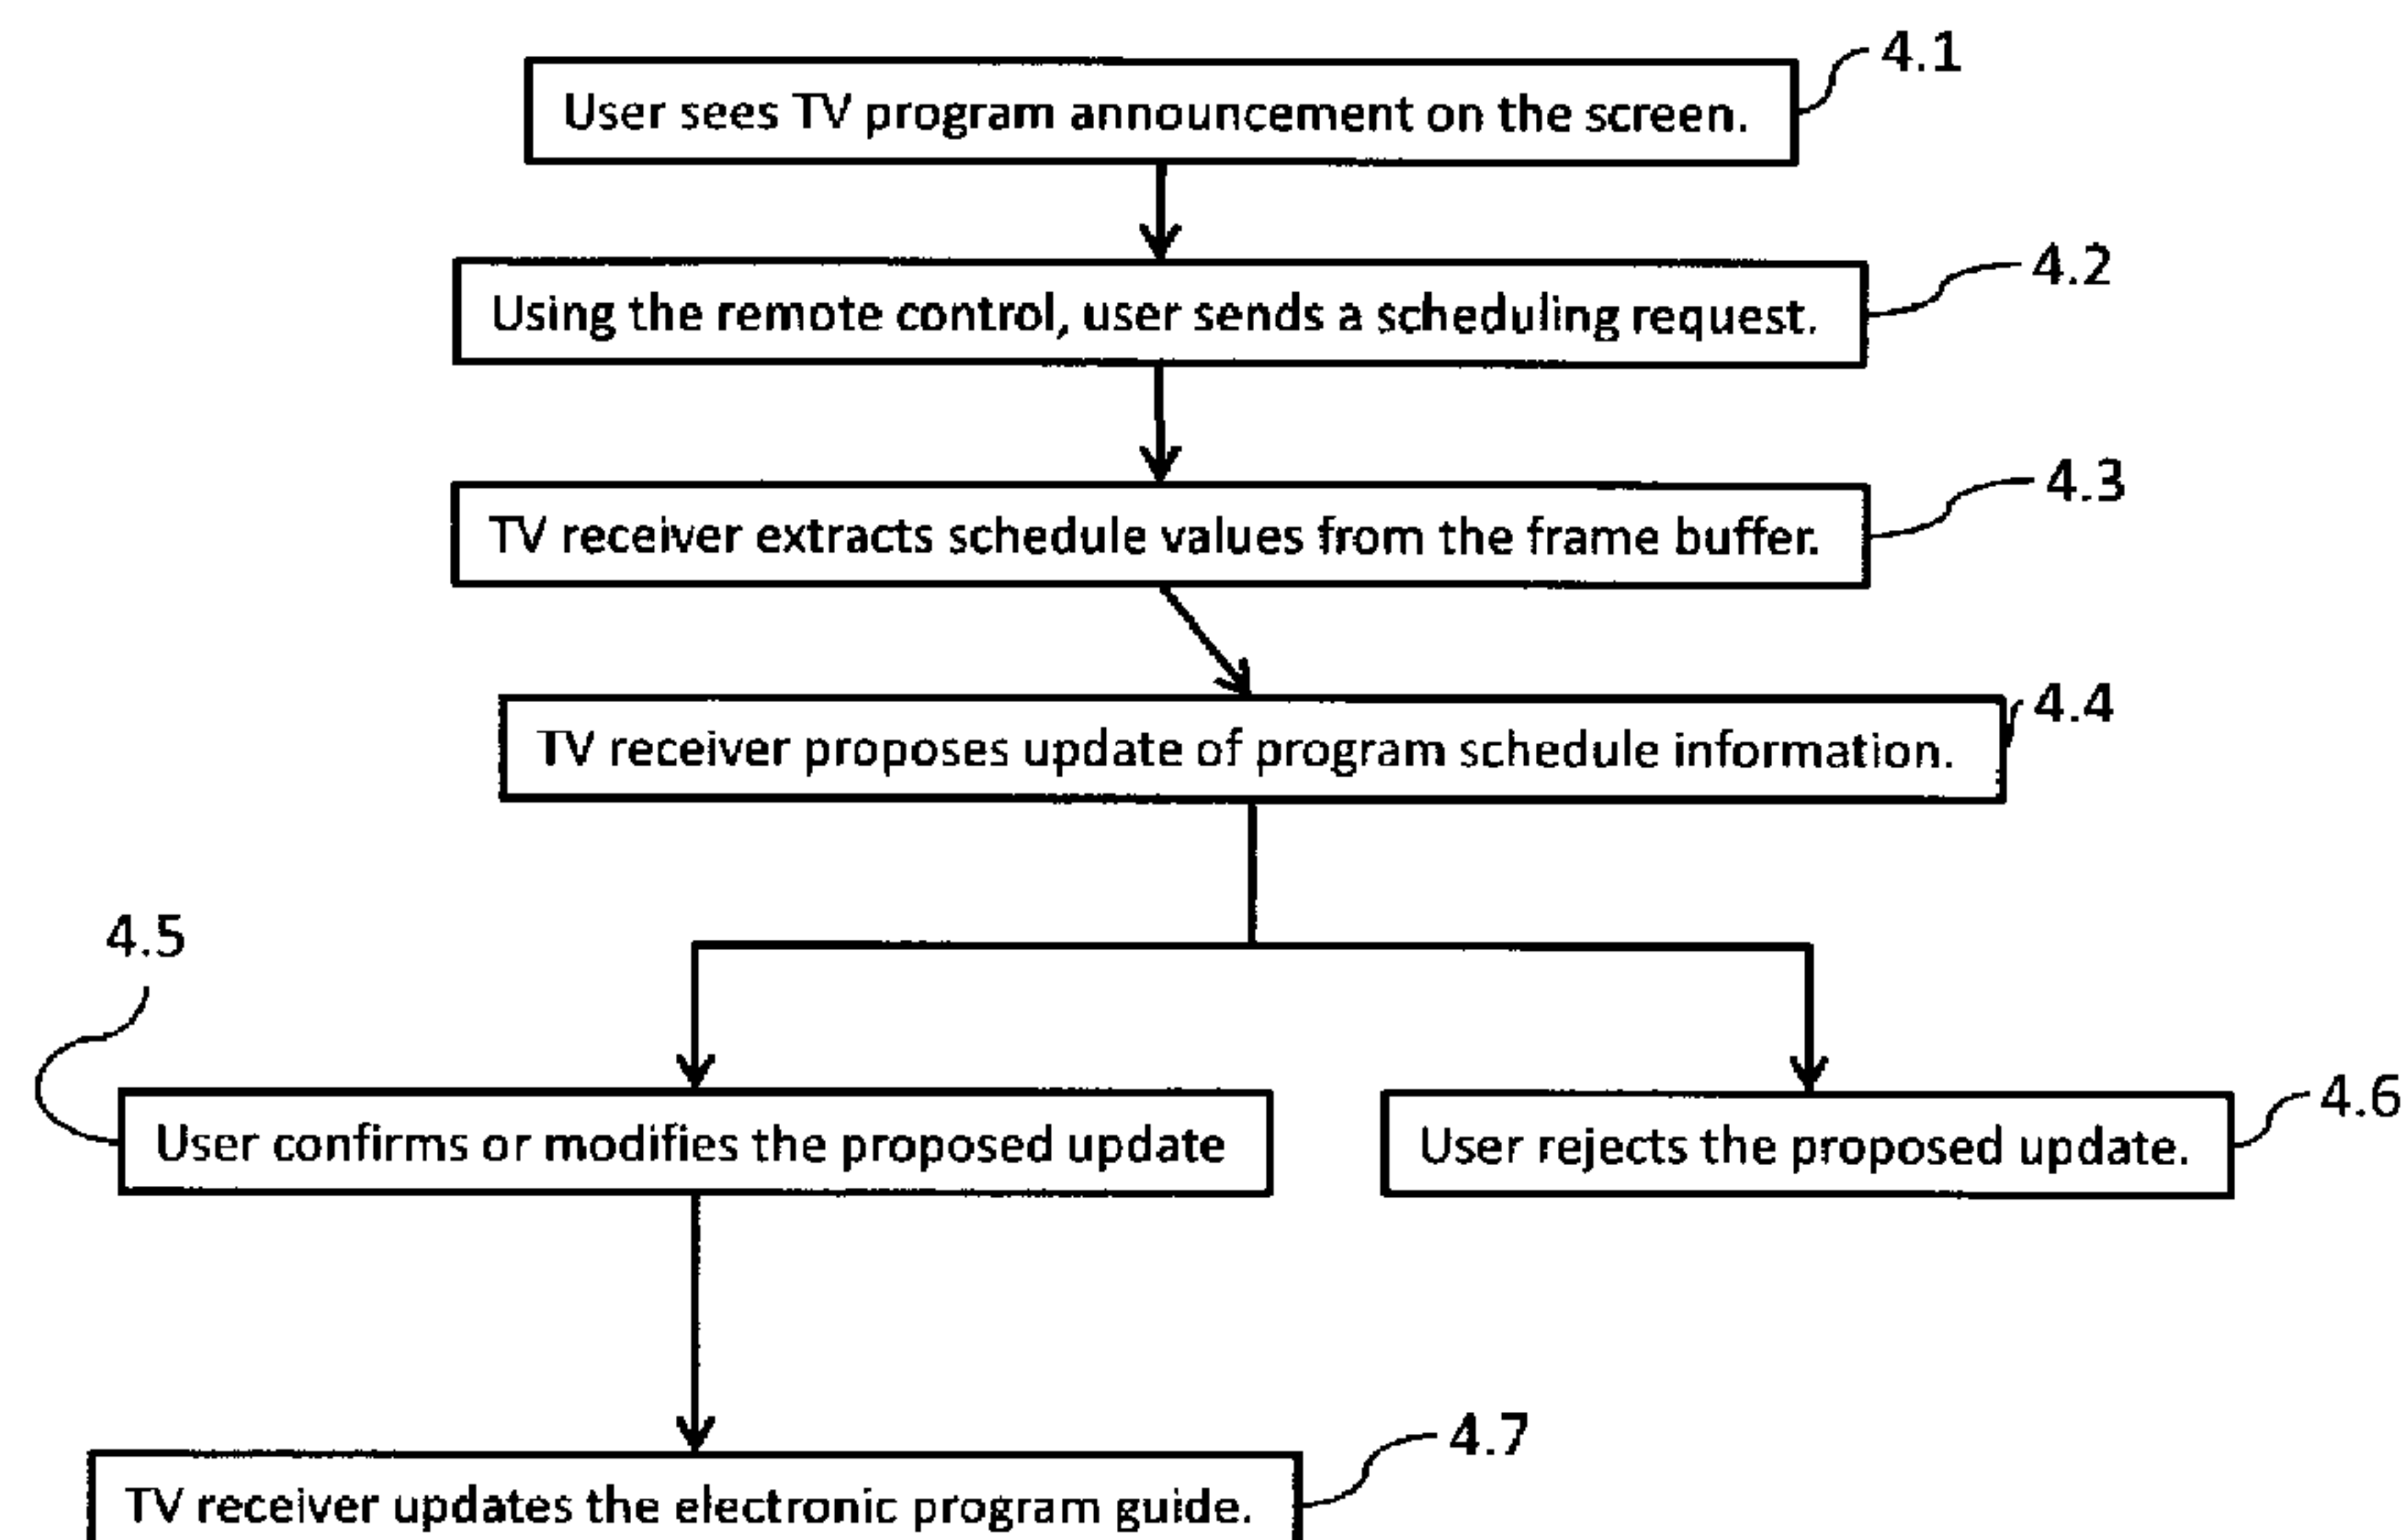 4.1
User sees TV program announcement on the screen.
4.2
Using the remote control, user sends a scheduling request.
4.3
TV receiver extracts schedule values from the frame buffer.
4.4
TV receiver proposes update of program schedule information.
4.5
User confirms or modifies the proposed update
4.6
User rejects the proposed update.
4.7
TV receiver updates the electronic program guide.